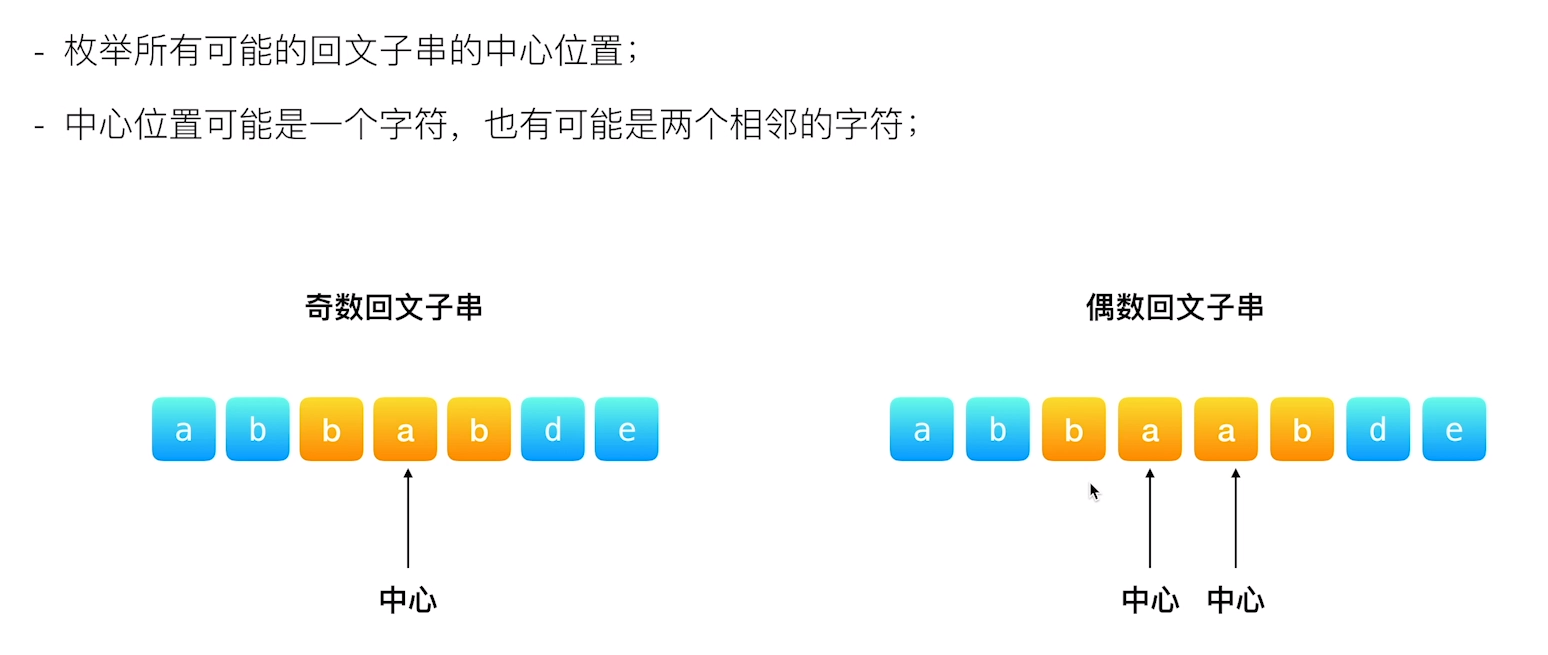 - 枚举所有可能的回文子串的中心位置；
- 中心位置可能是一个字符，也有可能是两个相邻的字符；
奇数回文子串
a b b a b d e
中心
偶数回文子串
a b b a a b d e
中心 中心